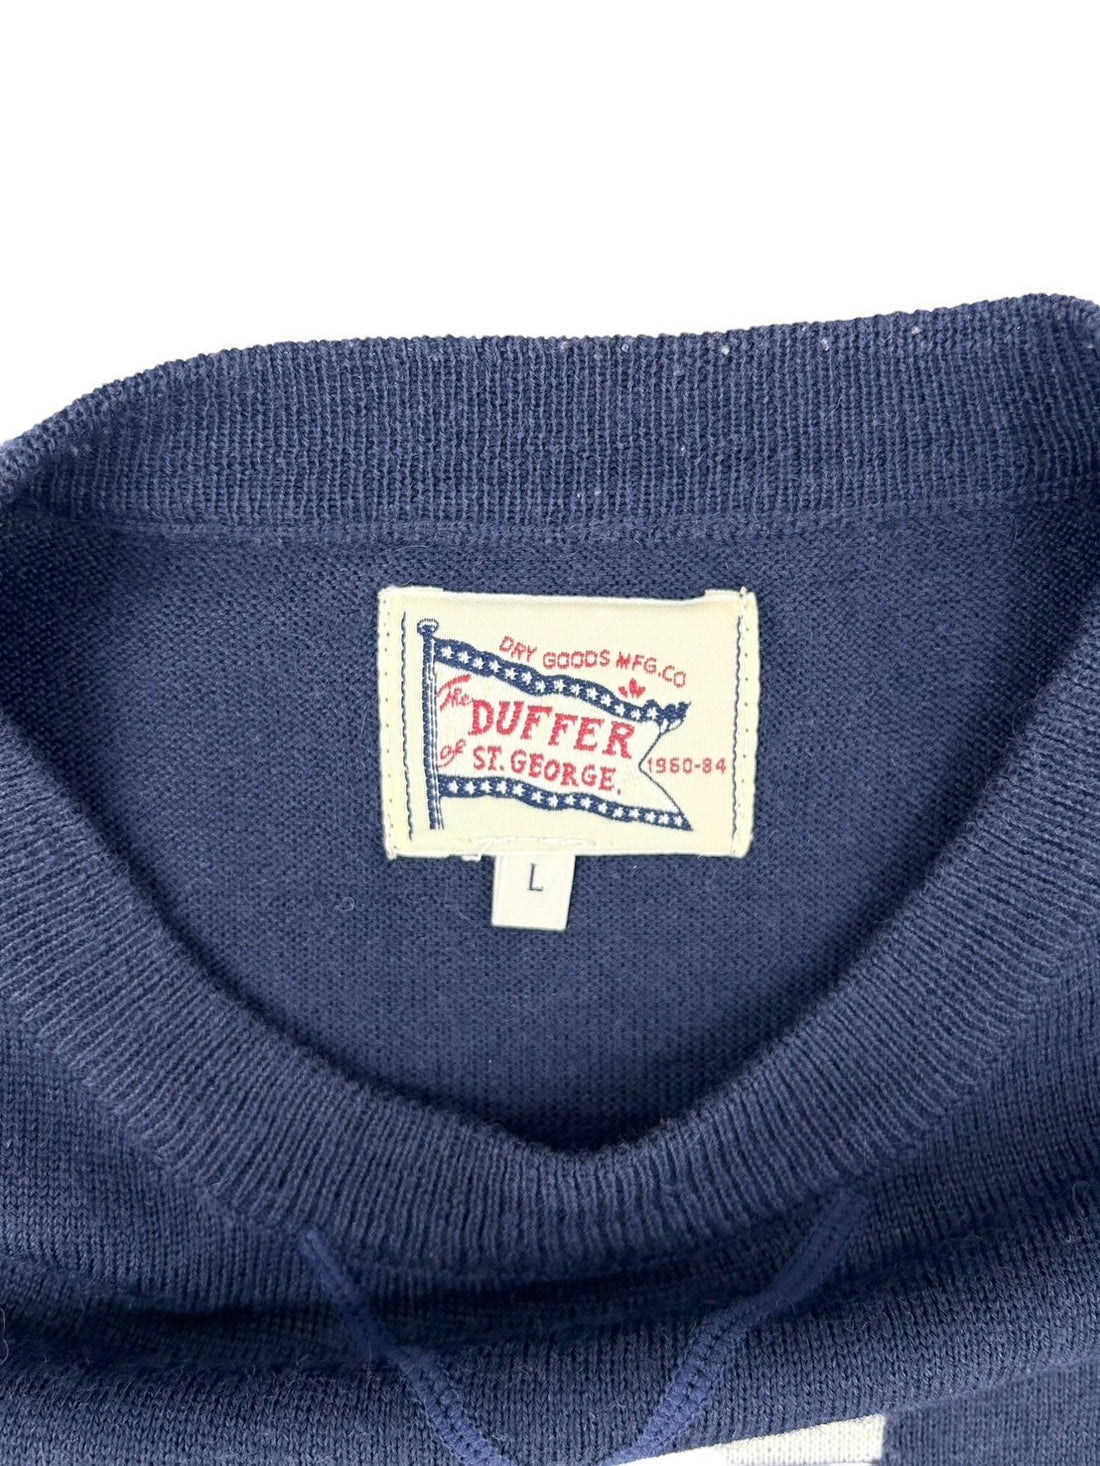 DRY GOODS MFG.CO
The DUFFER
of ST. GEORGE.
1960-84
L